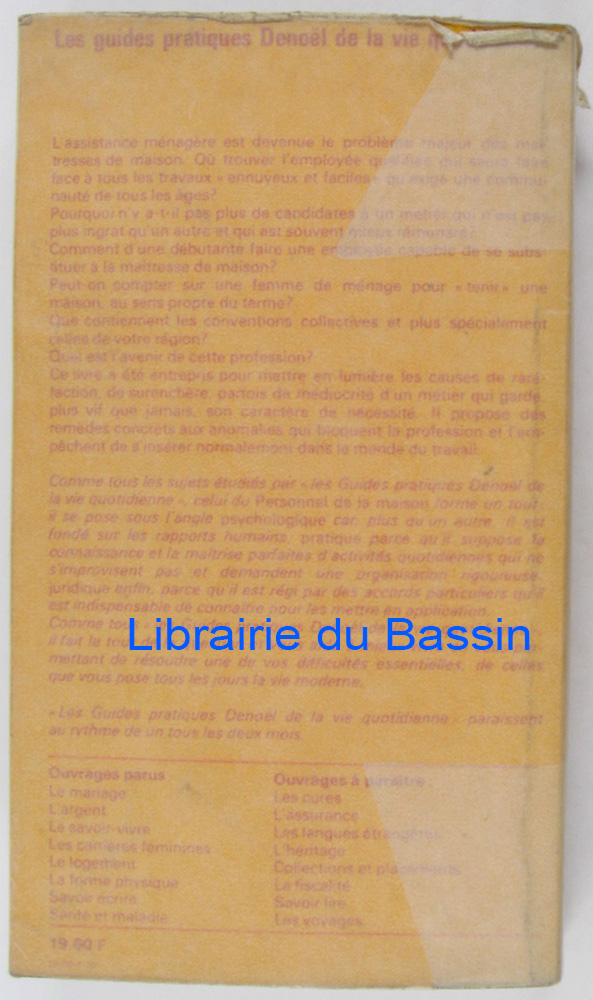 Les guides pratiques Denoël de la vie
L'assistance ménagère est devenue le problème majeur des maî-
tresses de maison. Où trouver l'employée qualifiée qui saura faire
face à tous les travaux « ennuyeux et faciles » qu'exige une commu-
nauté de tous les âges?
Pourquoi n'y a-t-il pas plus de candidates à un métier qui n'est pas
plus ingrat qu'un autre et qui est souvent mieux rémunéré?
Comment d'une débutante faire une employée capable de se subs-
tituer à la maîtresse de maison?
Peut-on compter sur une femme de ménage pour « tenir » une
maison, au sens propre du terme?
Que contiennent les conventions collectives et plus spécialement
celles de votre région?
Quel est l'avenir de cette profession?
Ce livre a été entrepris pour mettre en lumière les causes de raré-
faction, de surenchère, parfois de médiocrité d'un métier qui garde,
plus vif que jamais, son caractère de nécessité. Il propose des
remèdes concrets aux anomalies qui bloquent la profession et l'em-
pêchent de s'insérer normalement dans le monde du travail.
Comme tous les sujets étudiés par « les Guides pratiques Denoël de
la vie quotidienne », celui du Personnel de la maison forme un tout:
il se pose sous l'angle psychologique car, plus qu'un autre, il est
fondé sur les rapports humains, pratique parce qu'il suppose la
connaissance et la maîtrise parfaites d'activités quotidiennes qui ne
s'improvisent pas et demandent une organisation rigoureuse,
juridique enfin, parce qu'il est régi par des accords particuliers qu'il
est indispensable de connaître pour les mettre en application.
Comme tous Guides Denoël
Librairie du Bassin
il fait le tour
mettant de résoudre une de vos difficultés essentielles, de celles
que vous pose tous les jours la vie moderne.
« Les Guides pratiques Denoël de la vie quotidienne » paraissent
au rythme de un tous les deux mois.
Ouvrages parus
Le mariage
L'argent
Le savoir-vivre
Les carrières féminines
Le logement
La forme physique
Savoir écrire
Santé et maladie
Ouvrages à paraître
Les cures
L'assurance
Les langues étrangères
L'héritage
Collections et placements
La fiscalité
Savoir lire
Les voyages
19,60 F